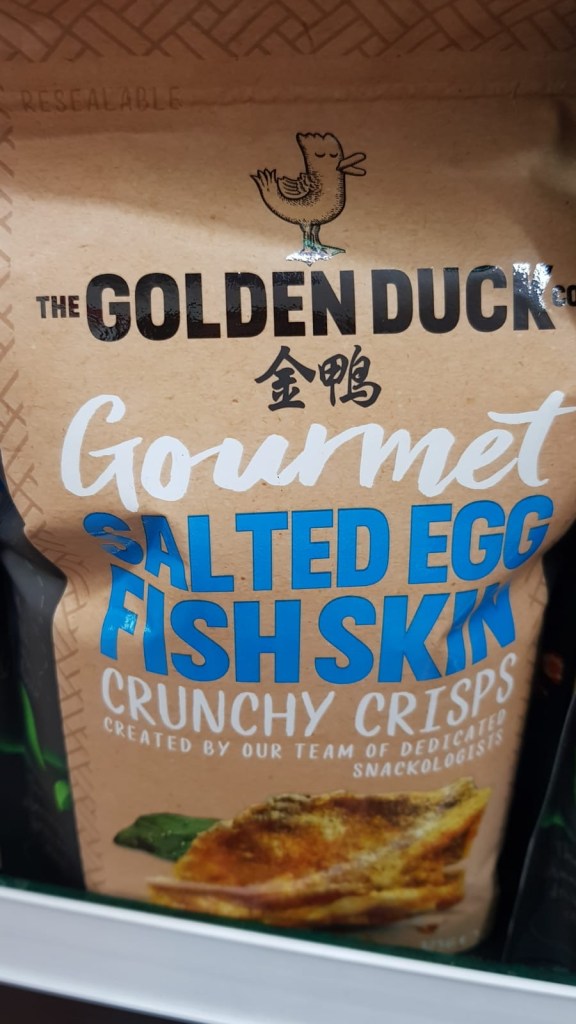 RESEALABLE
THE GOLDEN DUCK CO
金鴨
Gourmet
SALTED EGG
FISH SKIN
CRUNCHY CRISPS
CREATED BY OUR TEAM OF DEDICATED
SNACKOLOGISTS